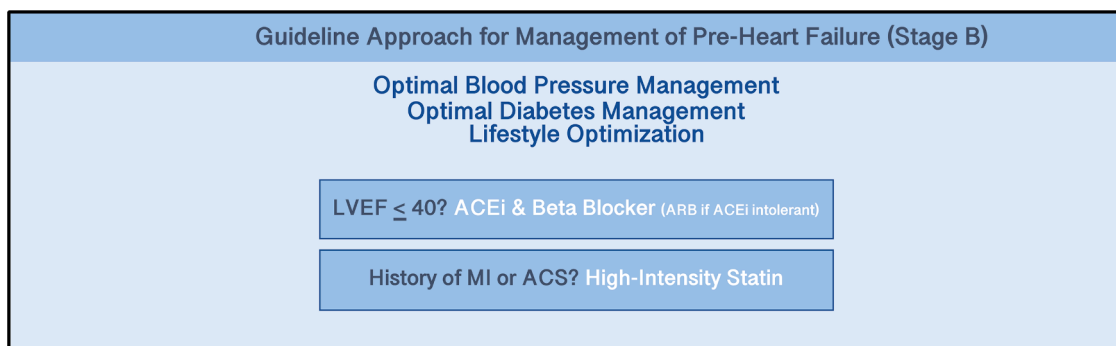 Guideline Approach for Management of Pre-Heart Failure (Stage B)
Optimal Blood Pressure Management
Optimal Diabetes Management
Lifestyle Optimization
LVEF ≤ 40? ACEi & Beta Blocker (ARB if ACEi intolerant)
History of MI or ACS? High-Intensity Statin